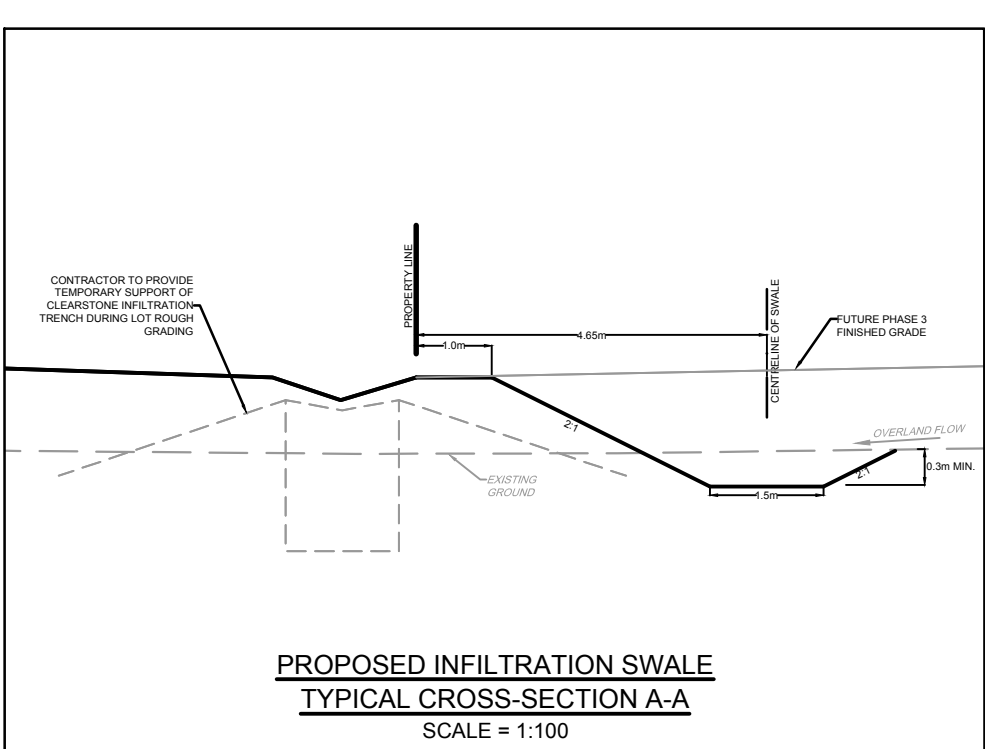 CONTRACTOR TO PROVIDE
TEMPORARY SUPPORT OF
CLEARSTONE INFILTRATION
TRENCH DURING LOT ROUGH
GRADING
PROPERTY LINE
4.65m
1.0m
CENTRELINE OF SWALE
FUTURE PHASE 3
FINISHED GRADE
2:1
OVERLAND FLOW
0.3m MIN.
2:1
1.5m
EXISTING
GROUND
PROPOSED INFILTRATION SWALE
TYPICAL CROSS-SECTION A-A
SCALE = 1:100